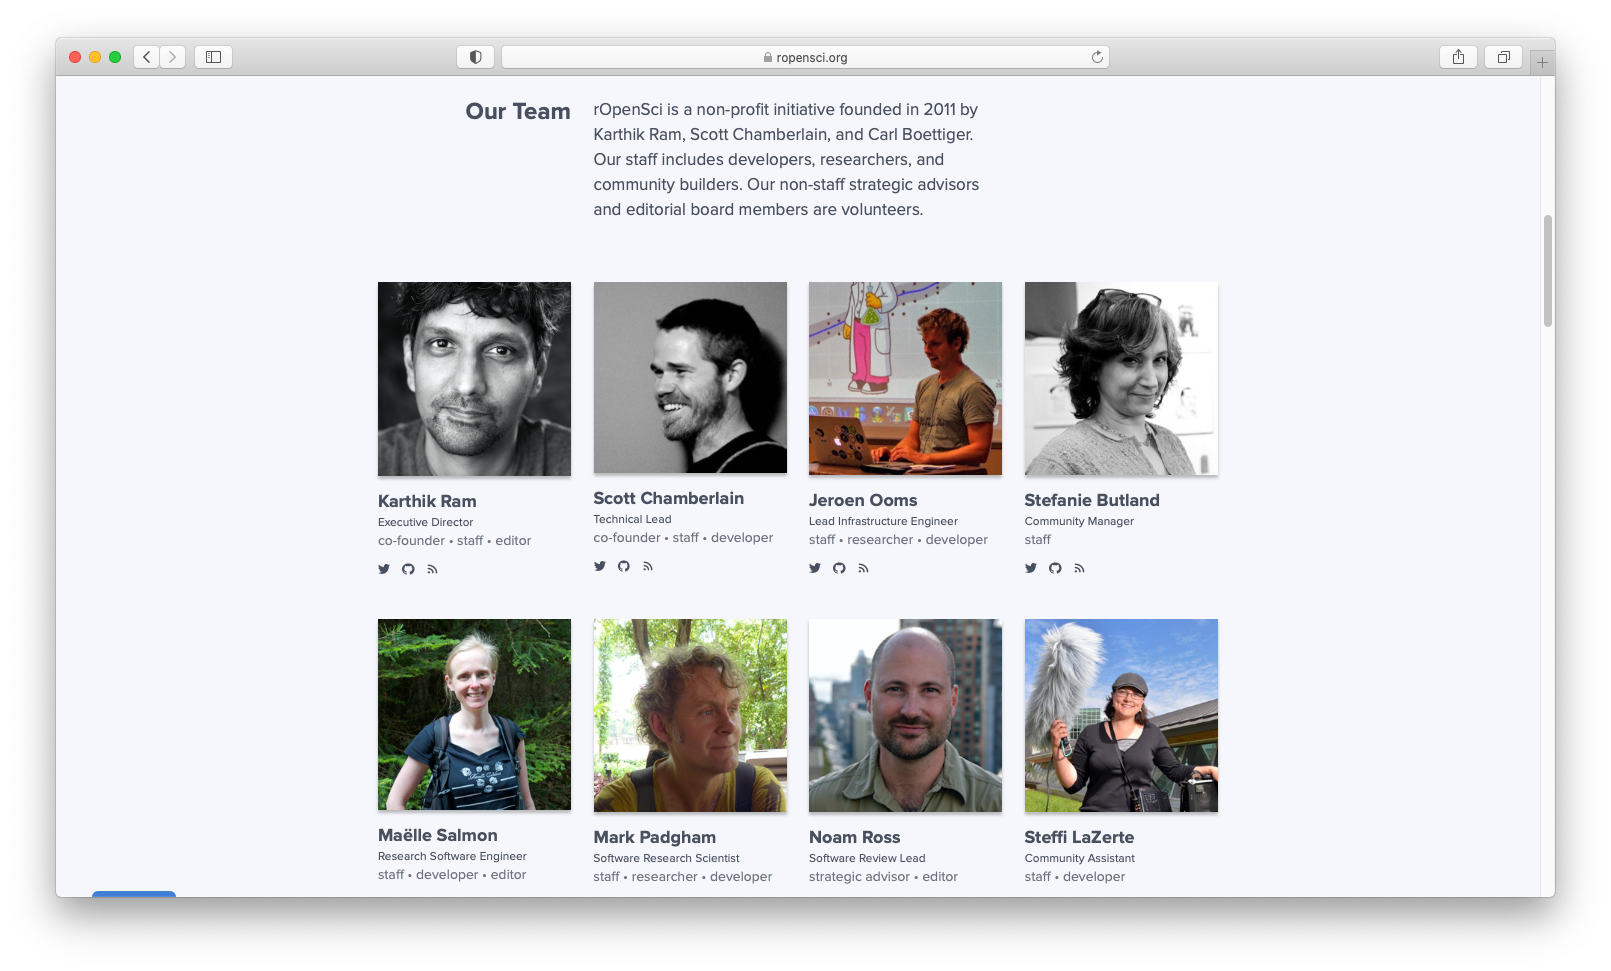 ropensci.org
Our Team
rOpenSci is a non-profit initiative founded in 2011 by
Karthik Ram, Scott Chamberlain, and Carl Boettiger.
Our staff includes developers, researchers, and
community builders. Our non-staff strategic advisors
and editorial board members are volunteers.
Karthik Ram
Executive Director
co-founder • staff • editor
Scott Chamberlain
Technical Lead
co-founder • staff • developer
Jeroen Ooms
Lead Infrastructure Engineer
staff • researcher • developer
Stefanie Butland
Community Manager
staff
Maëlle Salmon
Research Software Engineer
staff • developer • editor
Mark Padgham
Software Research Scientist
staff • researcher • developer
Noam Ross
Software Review Lead
strategic advisor • editor
Steffi LaZerte
Community Assistant
staff • developer